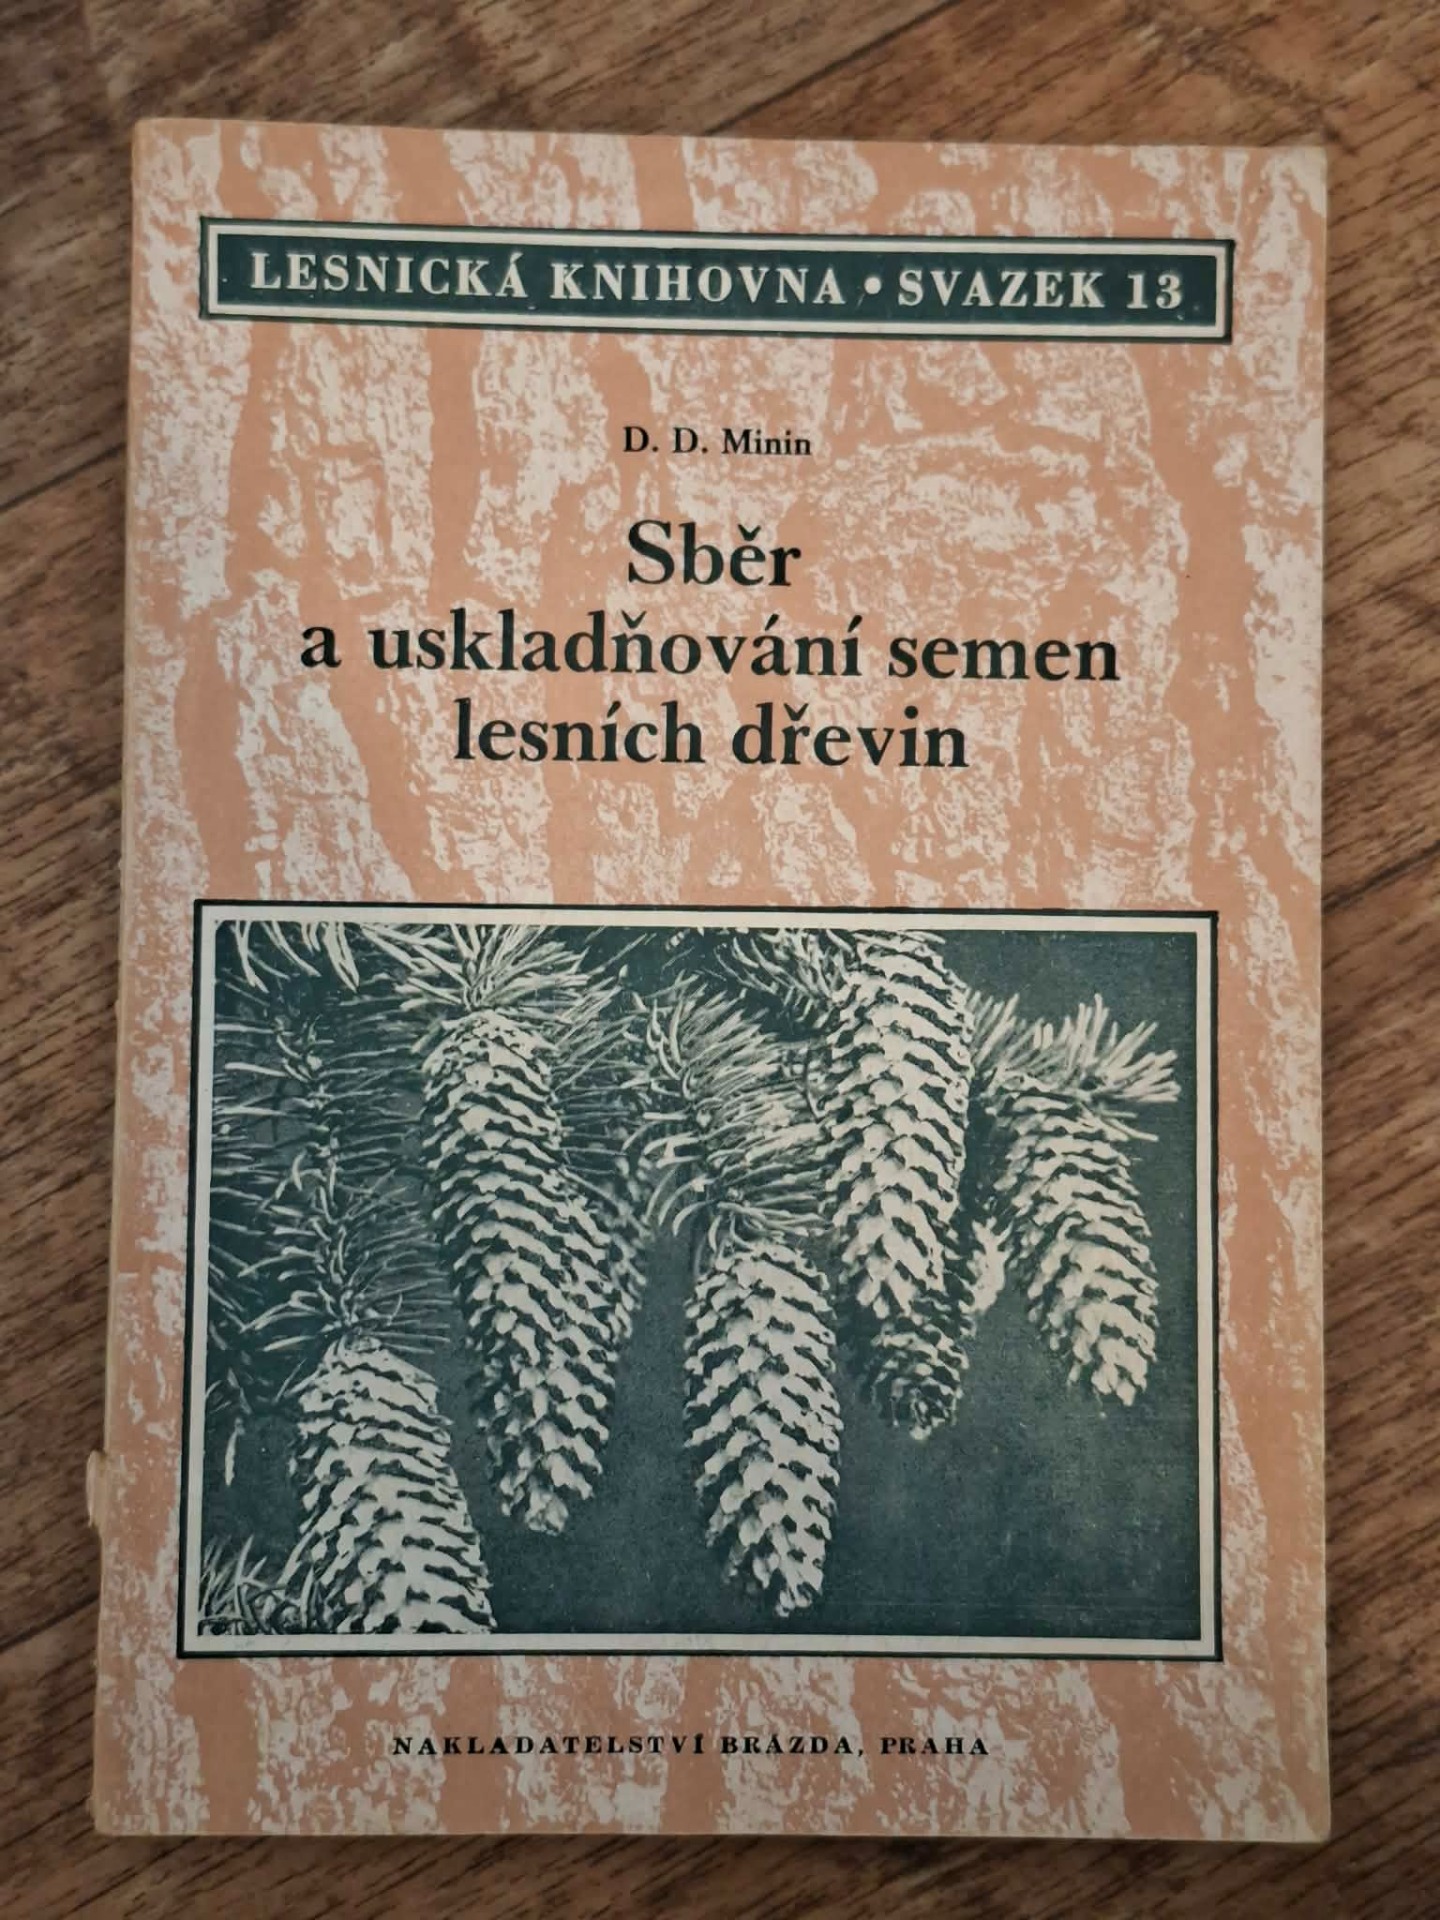 LESNICKÁ KNIHOVNA • SVAZEK 13
D. D. Minin
Sběr
a uskladňování semen
lesních dřevin
NAKLADATELSTVÍ BRÁZDA, PRAHA